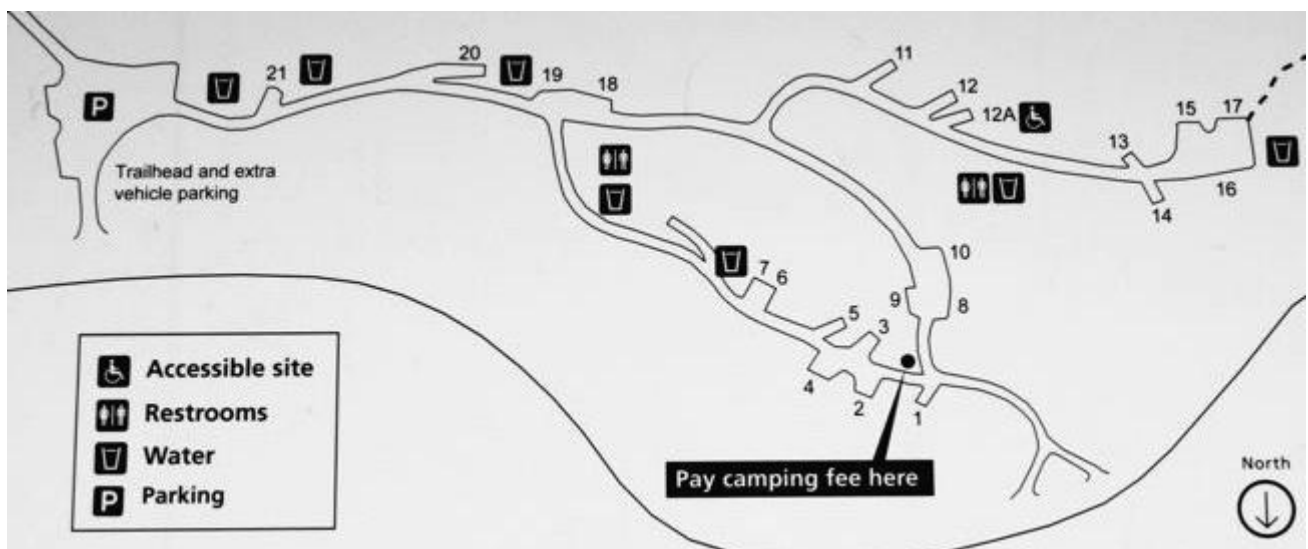 20
11
21
19
18
12
12A
P
15
17
13
Trailhead and extra
vehicle parking
14
16
10
7
6
9
8
5
3
Accessible site
4
2
1
Restrooms
Water
Pay camping fee here
North
P Parking